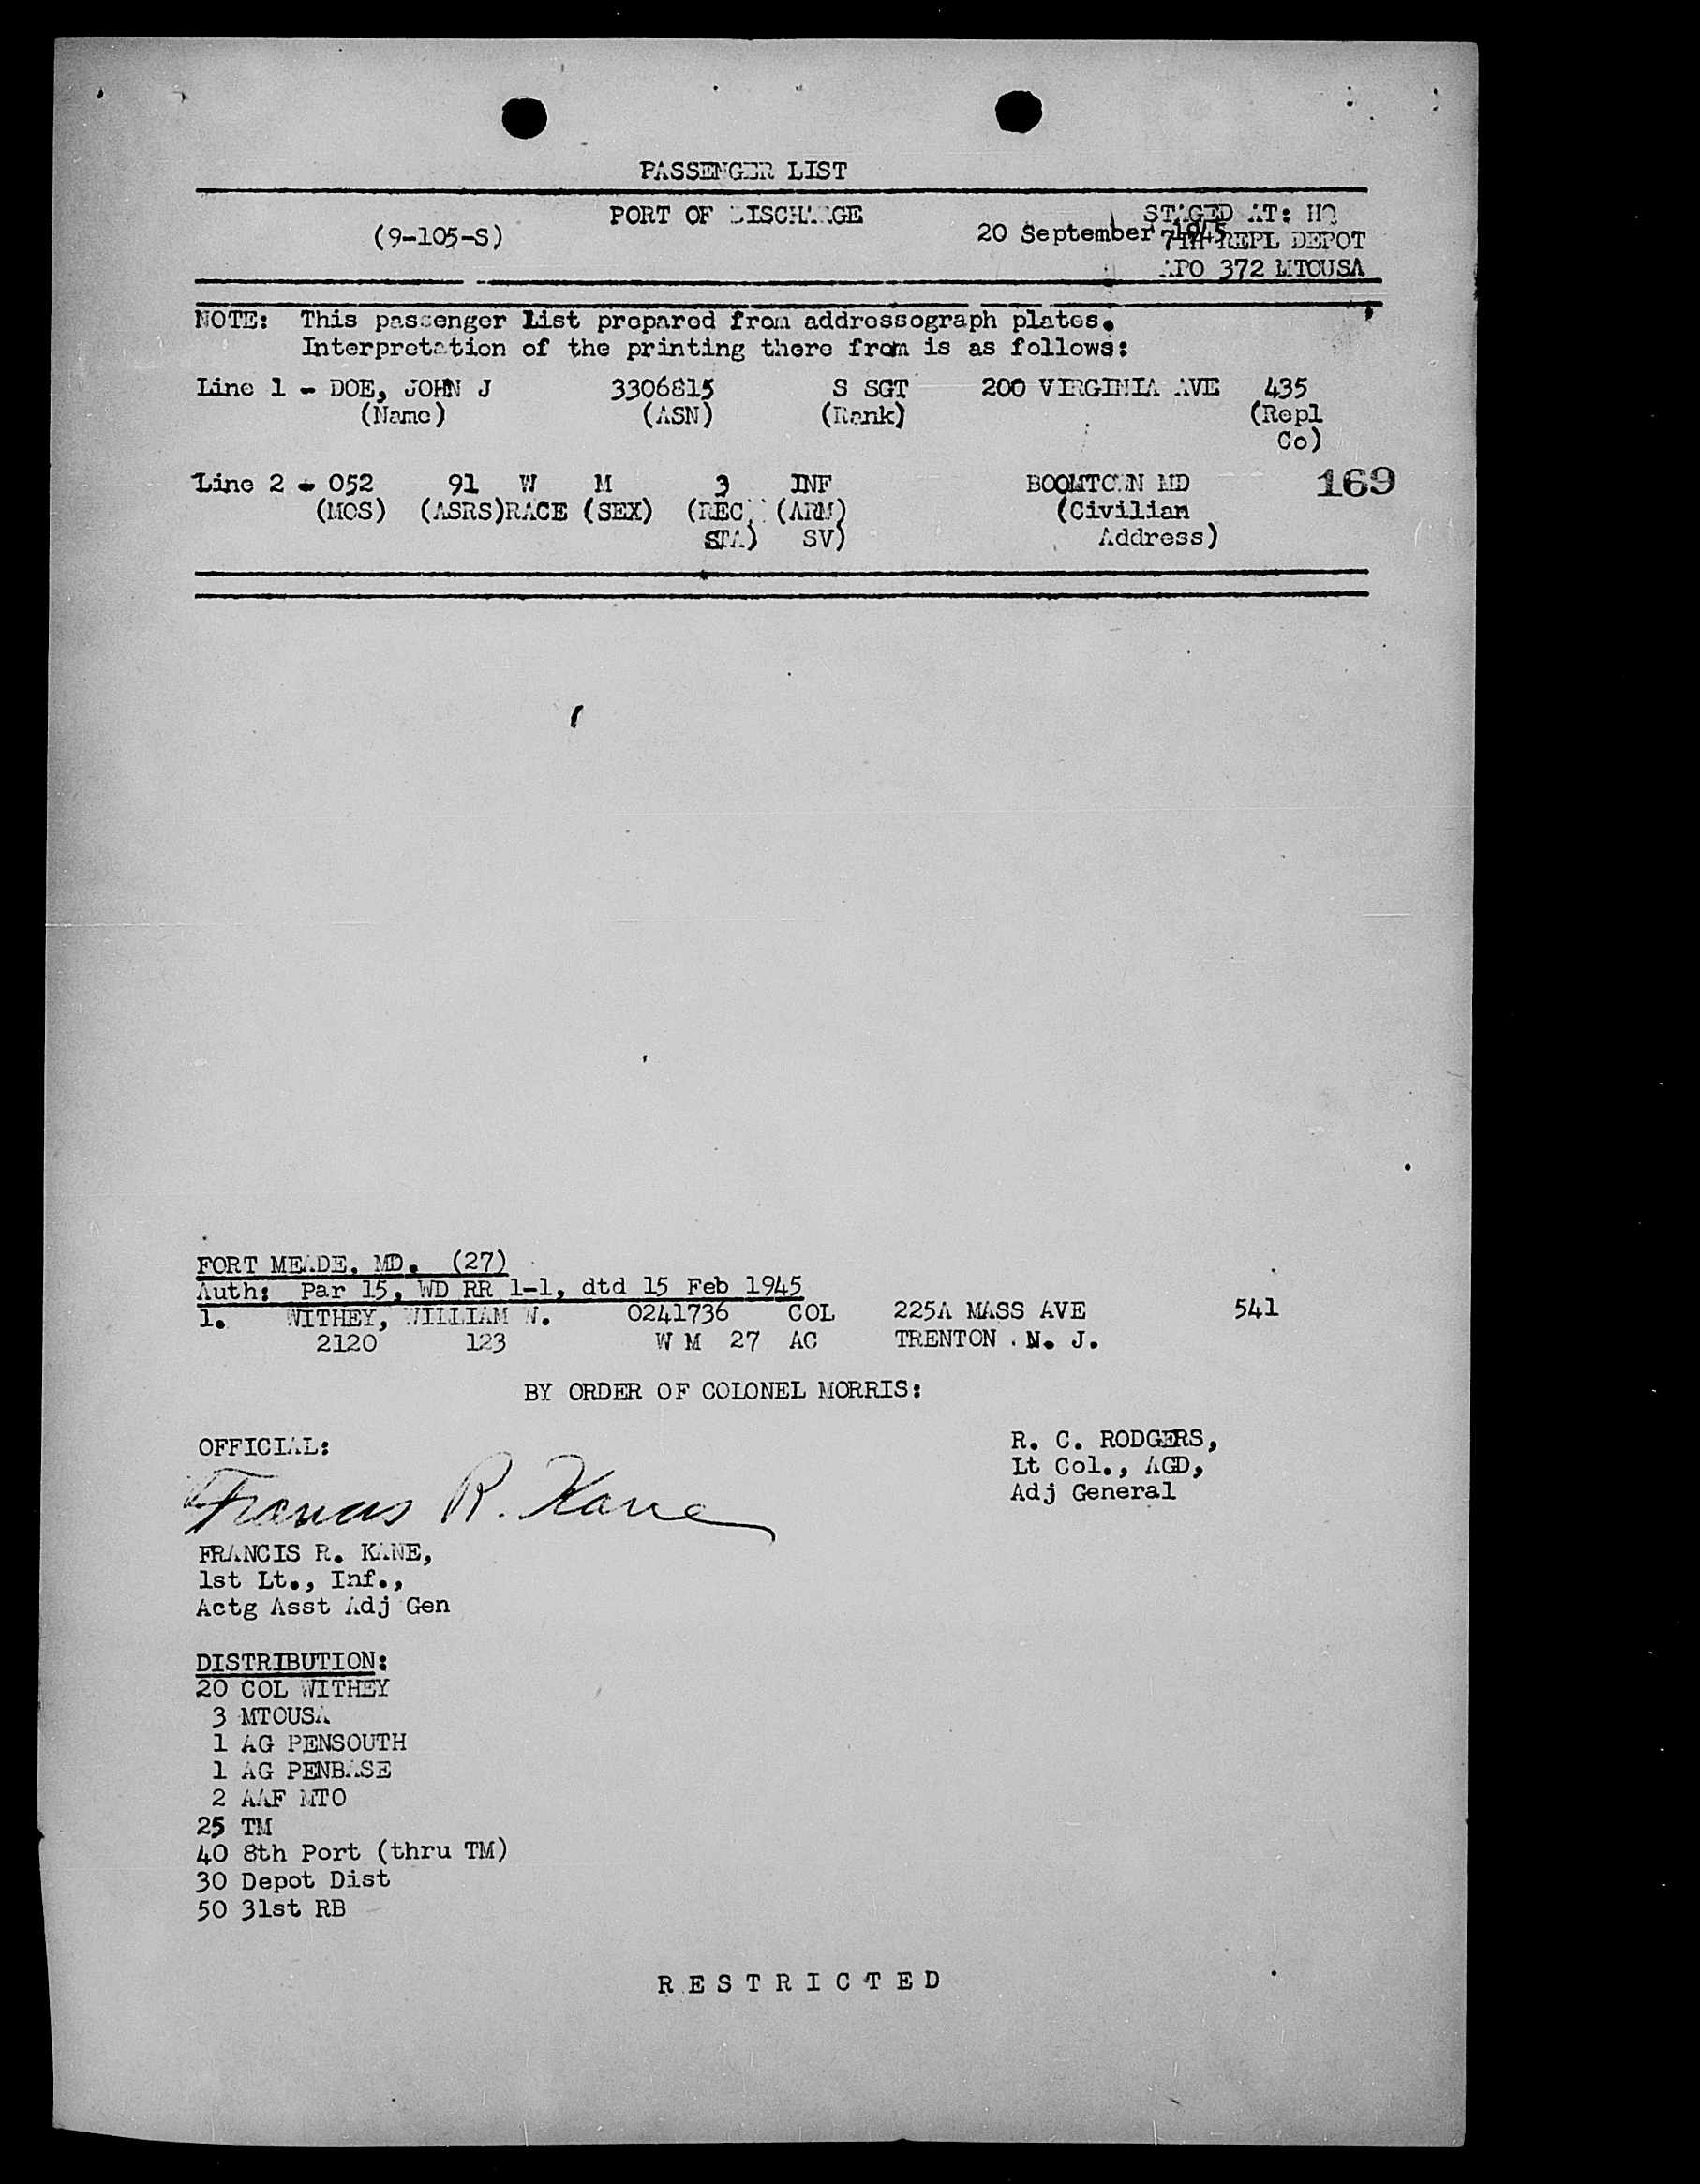 PASSENGER LIST
PORT OF DISCHARGE
STAGED AT: HQ
(9-105-S)
20 September 1945
7TH REPL DEPOT
APO 372 MTOUSA
NOTE: This passenger list prepared from addressograph plates.
Interpretation of the printing there from is as follows:
Line 1 - DOE, JOHN J 3306815 S SGT 200 VIRGINIA AVE 435
(Name) (ASN) (Rank) (Repl
Co)
Line 2 - 052 91 W M 3 INF BOOMTOWN MD 169
(MOS) (ASRS)RACE (SEX) (REC (ARM) (Civilian
STA) SV) Address)
FORT MEADE. MD. (27)
Auth: Par 15, WD RR 1-1, dtd 15 Feb 1945
1. WITHEY, WILLIAM W. 0241736 COL 225A MASS AVE 541
2120 123 W M 27 AC TRENTON . N. J.
BY ORDER OF COLONEL MORRIS:
OFFICIAL:
R. C. RODGERS,
Lt Col., AGD,
Adj General
Francis R. Kane
FRANCIS R. KANE,
1st Lt., Inf.,
Actg Asst Adj Gen
DISTRIBUTION:
20 COL WITHEY
3 MTOUSA
1 AG PENSOUTH
1 AG PENBASE
2 AAF MTO
25 TM
40 8th Port (thru TM)
30 Depot Dist
50 31st RB
R E S T R I C T E D